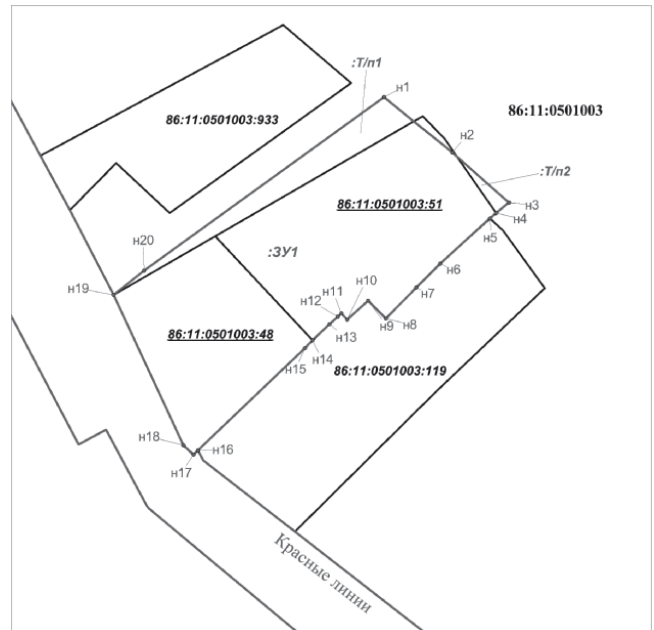 :Т/п1
н1
86:11:0501003
86:11:0501003:933
н2
:Т/п2
86:11:0501003:51
н3
н4
н5
:ЗУ1
н20
н6
н19
н7
н10
н11
н12
н8
н9
н13
86:11:0501003:48
н14
86:11:0501003:119
н15
н18
н16
н17
Красные линии